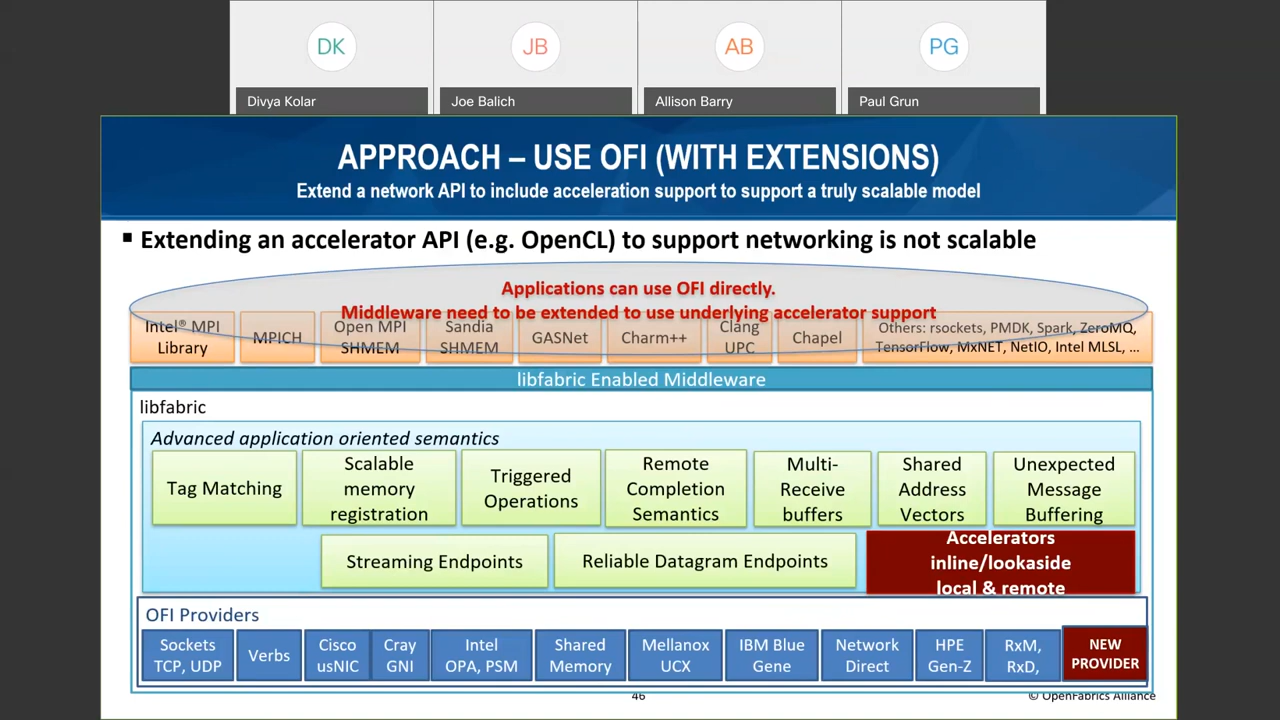 DK
JB
AB
PG
Divya Kolar
Joe Balich
Allison Barry
Paul Grun
APPROACH – USE OFI (WITH EXTENSIONS)
Extend a network API to include acceleration support to support a truly scalable model
▪ Extending an accelerator API (e.g. OpenCL) to support networking is not scalable
Applications can use OFI directly.
Middleware need to be extended to use underlying accelerator support
Intel® MPI
Library
MPICH
Open MPI
SHMEM
Sandia
SHMEM
GASNet
Charm++
Clang
UPC
Chapel
Others: rsockets, PMDK, Spark, ZeroMQ,
TensorFlow, MxNET, NetIO, Intel MLSL, ...
libfabric Enabled Middleware
libfabric
Advanced application oriented semantics
Tag Matching
Scalable
memory
registration
Triggered
Operations
Remote
Completion
Semantics
Multi-
Receive
buffers
Shared
Address
Vectors
Unexpected
Message
Buffering
Streaming Endpoints
Reliable Datagram Endpoints
Accelerators
inline/lookaside
local & remote
OFI Providers
Sockets
TCP, UDP
Verbs
Cisco
usNIC
Cray
GNI
Intel
OPA, PSM
Shared
Memory
Mellanox
UCX
IBM Blue
Gene
Network
Direct
HPE
Gen-Z
RxM,
RxD,
NEW
PROVIDER
46
© OpenFabrics Alliance